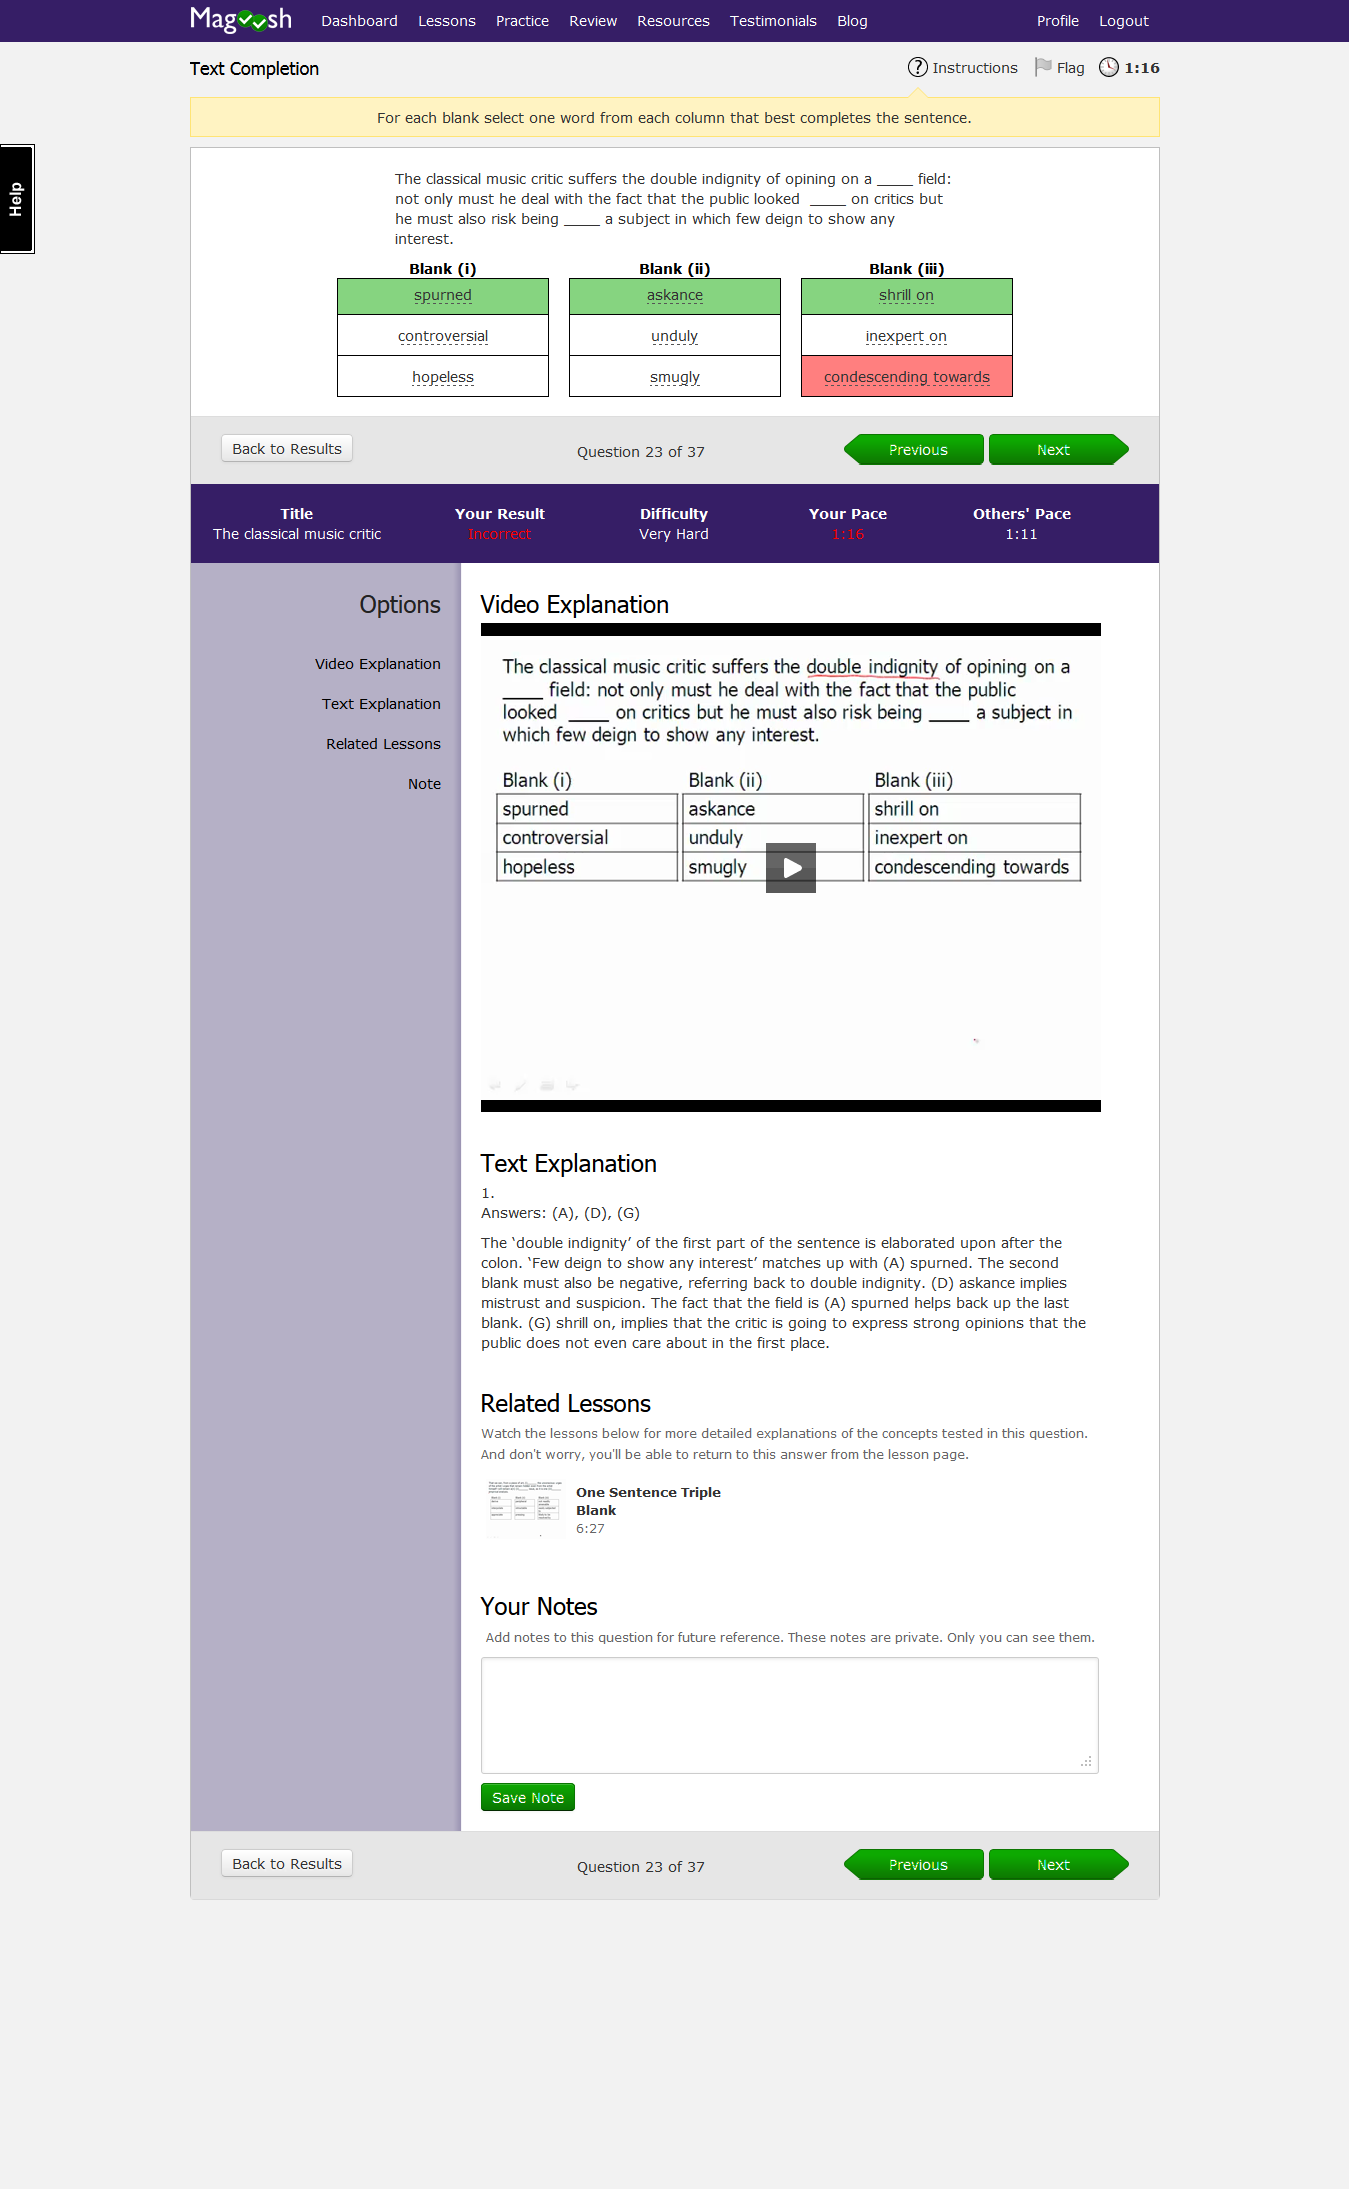 Magoosh Dashboard Lessons Practice Review Resources Testimonials Blog Profile Logout
Text Completion Instructions Flag 1:16
For each blank select one word from each column that best completes the sentence.
Help
The classical music critic suffers the double indignity of opining on a ____ field:
not only must he deal with the fact that the public looked ____ on critics but
he must also risk being ____ a subject in which few deign to show any
interest.
Blank (i) Blank (ii) Blank (iii)
spurned askance shrill on
controversial unduly inexpert on
hopeless smugly condescending towards
Back to Results Question 23 of 37 Previous Next
Title Your Result Difficulty Your Pace Others' Pace
The classical music critic Incorrect Very Hard 1:16 1:11
Options
Video Explanation
Text Explanation
Related Lessons
Note
Video Explanation
The classical music critic suffers the double indignity of opining on a
____ field: not only must he deal with the fact that the public
looked ____ on critics but he must also risk being ____ a subject in
which few deign to show any interest.
Blank (i) Blank (ii) Blank (iii)
spurned askance shrill on
controversial unduly inexpert on
hopeless smugly condescending towards
Text Explanation
1.
Answers: (A), (D), (G)
The ‘double indignity’ of the first part of the sentence is elaborated upon after the
colon. ‘Few deign to show any interest’ matches up with (A) spurned. The second
blank must also be negative, referring back to double indignity. (D) askance implies
mistrust and suspicion. The fact that the field is (A) spurned helps back up the last
blank. (G) shrill on, implies that the critic is going to express strong opinions that the
public does not even care about in the first place.
Related Lessons
Watch the lessons below for more detailed explanations of the concepts tested in this question.
And don't worry, you'll be able to return to this answer from the lesson page.
One Sentence Triple
Blank
6:27
Your Notes
Add notes to this question for future reference. These notes are private. Only you can see them.
Save Note
Back to Results Question 23 of 37 Previous Next